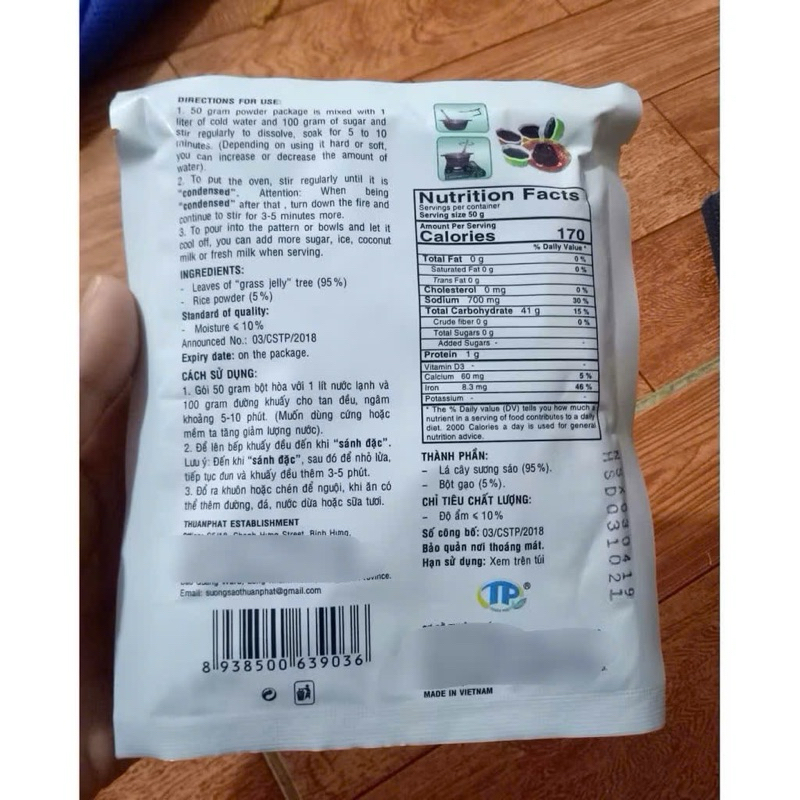 DIRECTIONS FOR USE:
1. 50 gram powder package is mixed with 1
liter of cold water and 100 gram of sugar and
stir regularly to dissolve, soak for 5 to 10
minutes. (Depending on using it hard or soft,
you can increase or decrease the amount of
water).
2. To put the oven, stir regularly until it is
"condensed". Attention: When being
"condensed" after that , turn down the fire and
continue to stir for 3-5 minutes more.
3. To pour into the pattern or bowls and let it
cool off, you can add more sugar, ice, coconut
milk or fresh milk when serving.
INGREDIENTS:
- Leaves of "grass jelly" tree (95%)
- Rice powder (5%)
Standard of quality:
- Moisture ≤ 10%
Announced No.: 03/CSTP/2018
Expiry date: on the package.
CÁCH SỬ DỤNG:
1. Gói 50 gram bột hòa với 1 lít nước lạnh và
100 gram đường khuấy cho tan đều, ngâm
khoảng 5-10 phút. (Muốn dùng cứng hoặc
mềm ta tăng giảm lượng nước).
2. Để lên bếp khuấy đều đến khi "sánh đặc".
Lưu ý: Đến khi "sánh đặc", sau đó để nhỏ lửa,
tiếp tục đun và khuấy đều thêm 3-5 phút.
3. Đổ ra khuôn hoặc chén để nguội, khi ăn có
thể thêm đường, đá, nước dừa hoặc sữa tươi.
THUANPHAT ESTABLISHMENT
Street, Binh Hung,
Email: suongsaothuanphat@gmail.com
8 938500 639036
Nutrition Facts
Servings per container
Serving size 50 g
Amount Per Serving
Calories 170
% Daily Value *
Total Fat 0 g 0 %
Saturated Fat 0 g 0 %
Trans Fat 0 g
Cholesterol 0 mg 0 %
Sodium 700 mg 30 %
Total Carbohydrate 41 g 15 %
Crude fiber 0 g 0 %
Total Sugars 0 g
Added Sugars - -
Protein 1 g
Vitamin D3 - -
Calcium 60 mg 5 %
Iron 8.3 mg 46 %
Potassium - -
* The % Daily value (DV) tells you how much a
nutrient in a serving of food contributes to a daily
diet. 2000 Calories a day is used for general
nutrition advice.
THÀNH PHẦN:
- Lá cây sương sáo (95%).
- Bột gạo (5%).
CHỈ TIÊU CHẤT LƯỢNG:
- Độ ẩm ≤ 10%
Số công bố: 03/CSTP/2018
Bảo quản nơi thoáng mát.
Hạn sử dụng: Xem trên túi
TP®
MADE IN VIETNAM
NSX030419
HSD031021